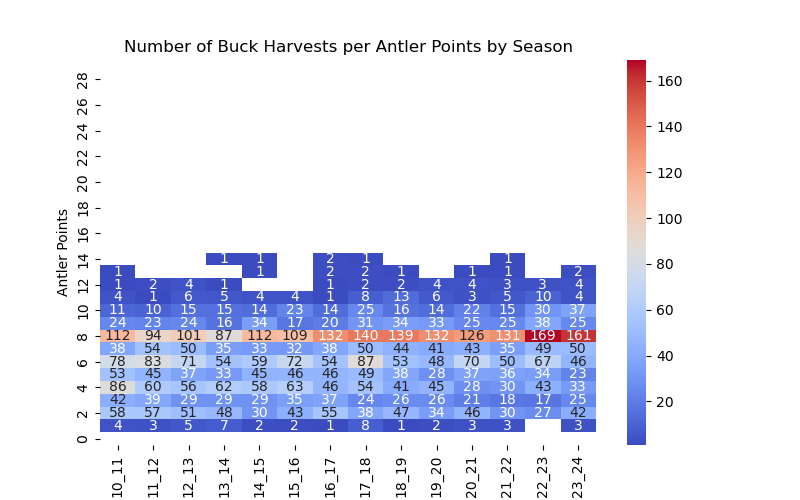 Number of Buck Harvests per Antler Points by Season
Antler Points
28
26
24
22
20
18
16
14 1 1 2 1 1
1 1 2 2 1 1 1 2
12 1 2 4 1 1 2 2 4 4 3 3 4
4 1 6 5 4 4 1 8 13 6 3 5 10 4
10 11 10 15 15 14 23 14 25 16 14 22 15 30 37
24 23 24 16 34 17 20 31 34 33 25 25 38 25
8 112 94 101 87 112 109 132 140 139 132 126 131 169 161
38 54 50 35 33 32 38 50 44 41 43 35 49 50
6 78 83 71 54 59 72 54 87 53 48 70 50 67 46
53 45 37 33 45 46 46 49 38 28 37 36 34 23
4 86 60 56 62 58 63 46 54 41 45 28 30 43 33
42 39 29 29 29 35 37 24 26 26 21 18 17 25
2 58 57 51 48 30 43 55 38 47 34 46 30 27 42
4 3 5 7 2 2 1 8 1 2 3 3 3
0
10_11 11_12 12_13 13_14 14_15 15_16 16_17 17_18 18_19 19_20 20_21 21_22 22_23 23_24
160
140
120
100
80
60
40
20